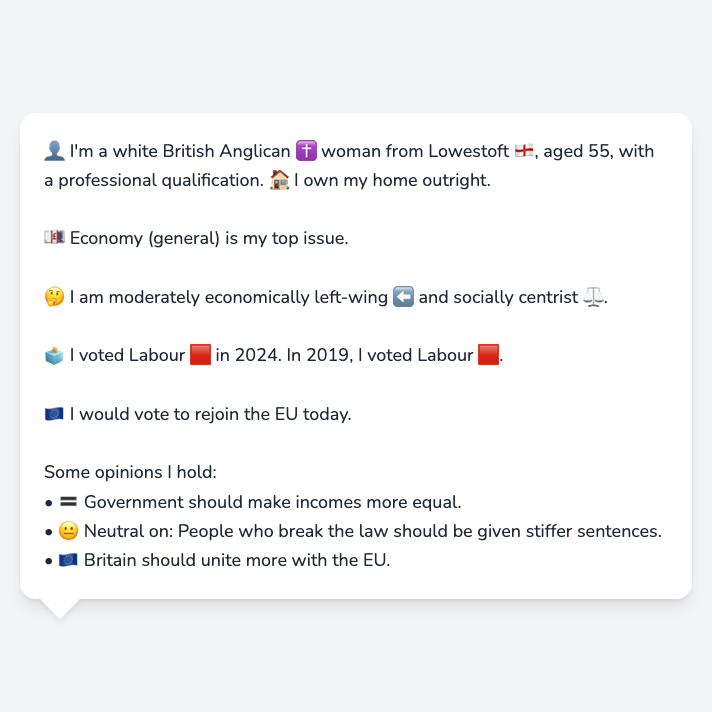 👤 I'm a white British Anglican ✝️ woman from Lowestoft 🏴󠁧󠁢󠁥󠁮󠁧󠁿, aged 55, with
a professional qualification. 🏠 I own my home outright.
💷 Economy (general) is my top issue.
🤔 I am moderately economically left-wing ⬅️ and socially centrist ⚖️.
🗳️ I voted Labour 🟥 in 2024. In 2019, I voted Labour 🟥.
🇪🇺 I would vote to rejoin the EU today.
Some opinions I hold:
• 🟰 Government should make incomes more equal.
• 😐 Neutral on: People who break the law should be given stiffer sentences.
• 🇪🇺 Britain should unite more with the EU.